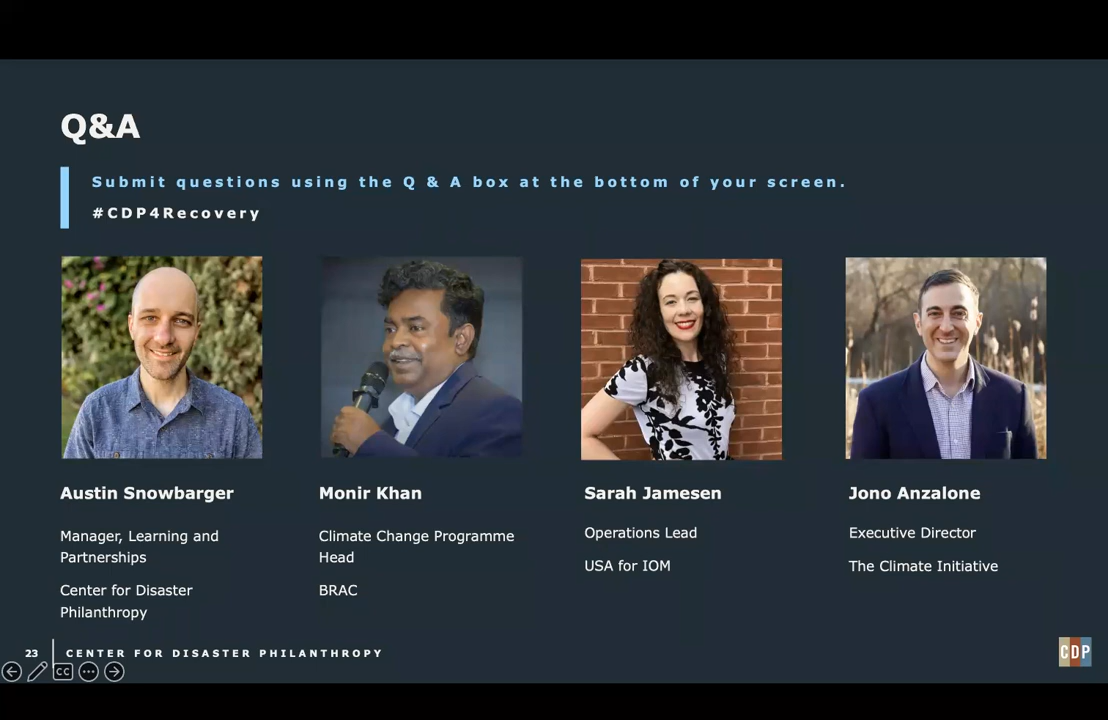 Q&A
Submit questions using the Q & A box at the bottom of your screen.
#CDP4Recovery
Austin Snowbarger
Manager, Learning and
Partnerships
Center for Disaster
Philanthropy
Monir Khan
Climate Change Programme
Head
BRAC
Sarah Jamesen
Operations Lead
USA for IOM
Jono Anzalone
Executive Director
The Climate Initiative
23
CENTER FOR DISASTER PHILANTHROPY
CC
CDP